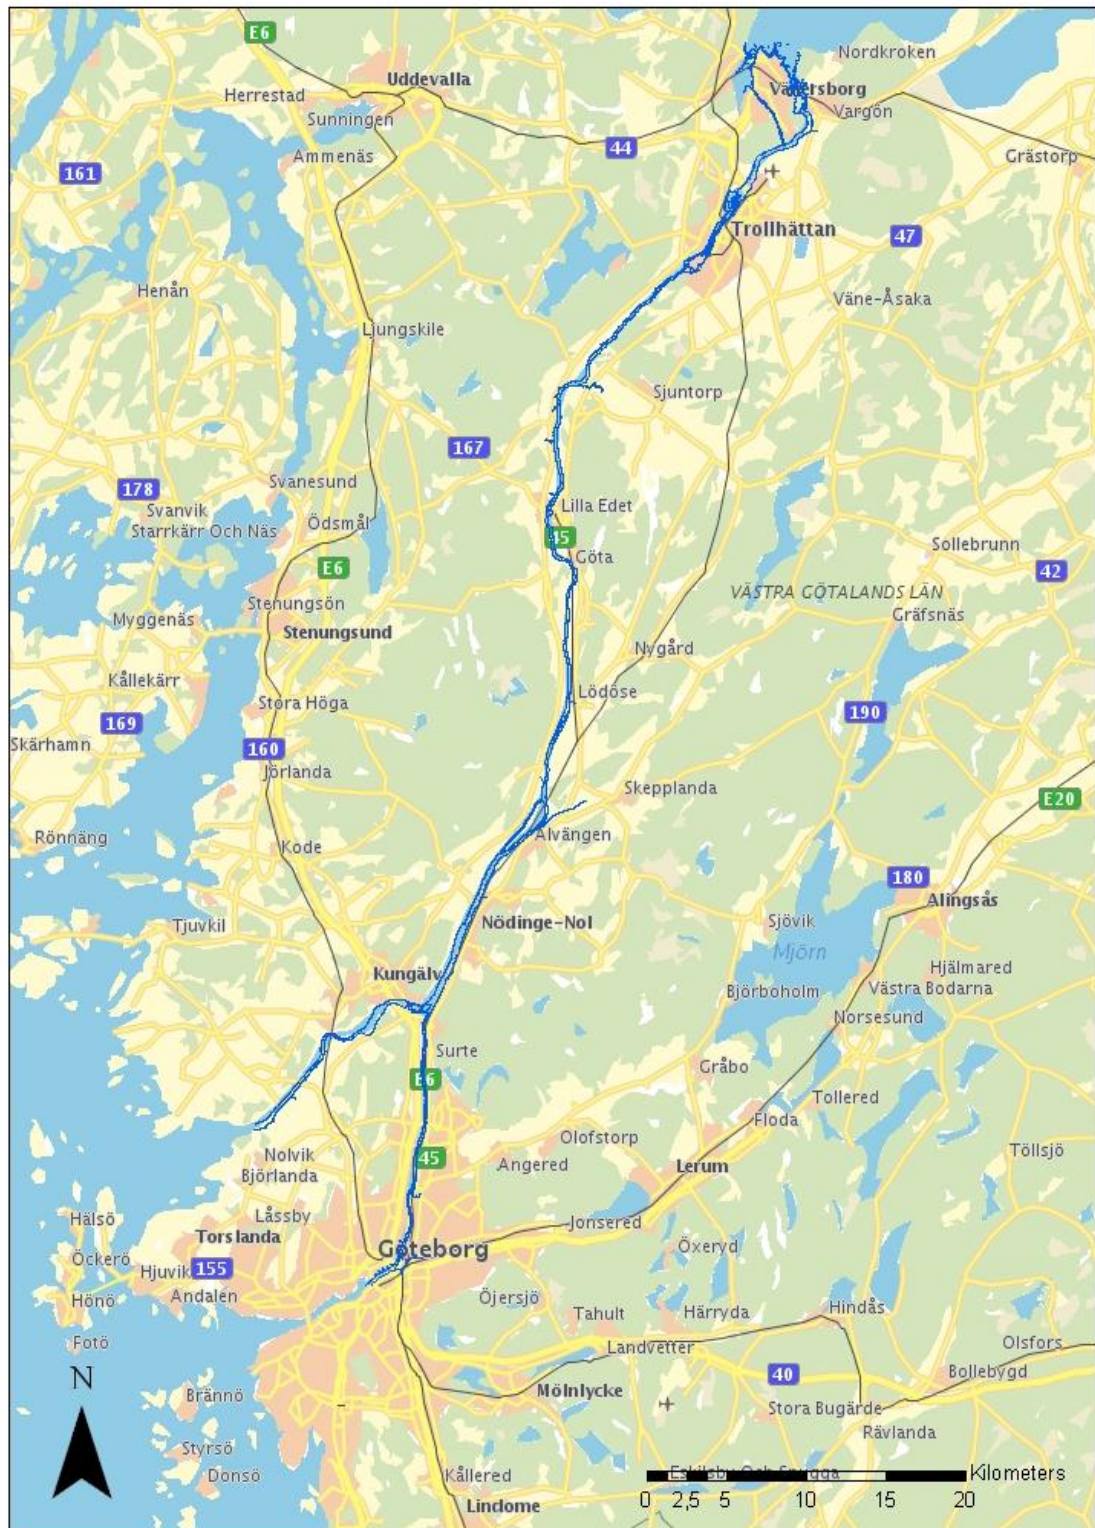 E6
Nordkroken
Uddevalla
Vänersborg
Herrestad
Vargön
Sunningen
44
Ammenäs
Grästorp
161
Trollhättan
47
Henån
Väne-Åsaka
Ljungskile
Sjuntorp
167
Svanesund
178
Lilla Edet
Svanvik
Starrkärr Och Näs
Ödsmål
45
Göta
Sollebrunn
E6
42
Stenungsön
VÄSTRA GÖTALANDS LÄN
Gräfsnäs
Myggenäs
Stenungsund
Nygård
Kållekärr
Lödöse
Stora Höga
190
169
Skärhamn
160
Jörlanda
Skepplanda
E20
Rönnäng
Kode
Alvängen
180
Alingsås
Tjuvkil
Nödinge-Nol
Sjövik
Mjörn
Kungälv
Hjälmared
Björboholm
Västra Bodarna
Norsesund
Surte
Gråbo
E6
Tollered
Floda
Olofstorp
Nolvik
45
Angered
Lerum
Töllsjö
Björlanda
Hälsö
Låssby
Jonsered
Torslanda
Göteborg
Öxeryd
Öckerö
Hjuvik
155
Hönö
Andalen
Öjersjö
Tahult
Härryda
Hindås
Fotö
Landvetter
Olsfors
N
Bollebygd
40
Brännö
Mölnlycke
Stora Bugärde
Rävlanda
Styrsö
Donsö
Kållered
Eskilsby Och Snugga
Kilometers
Lindome
0 2,5 5 10 15 20